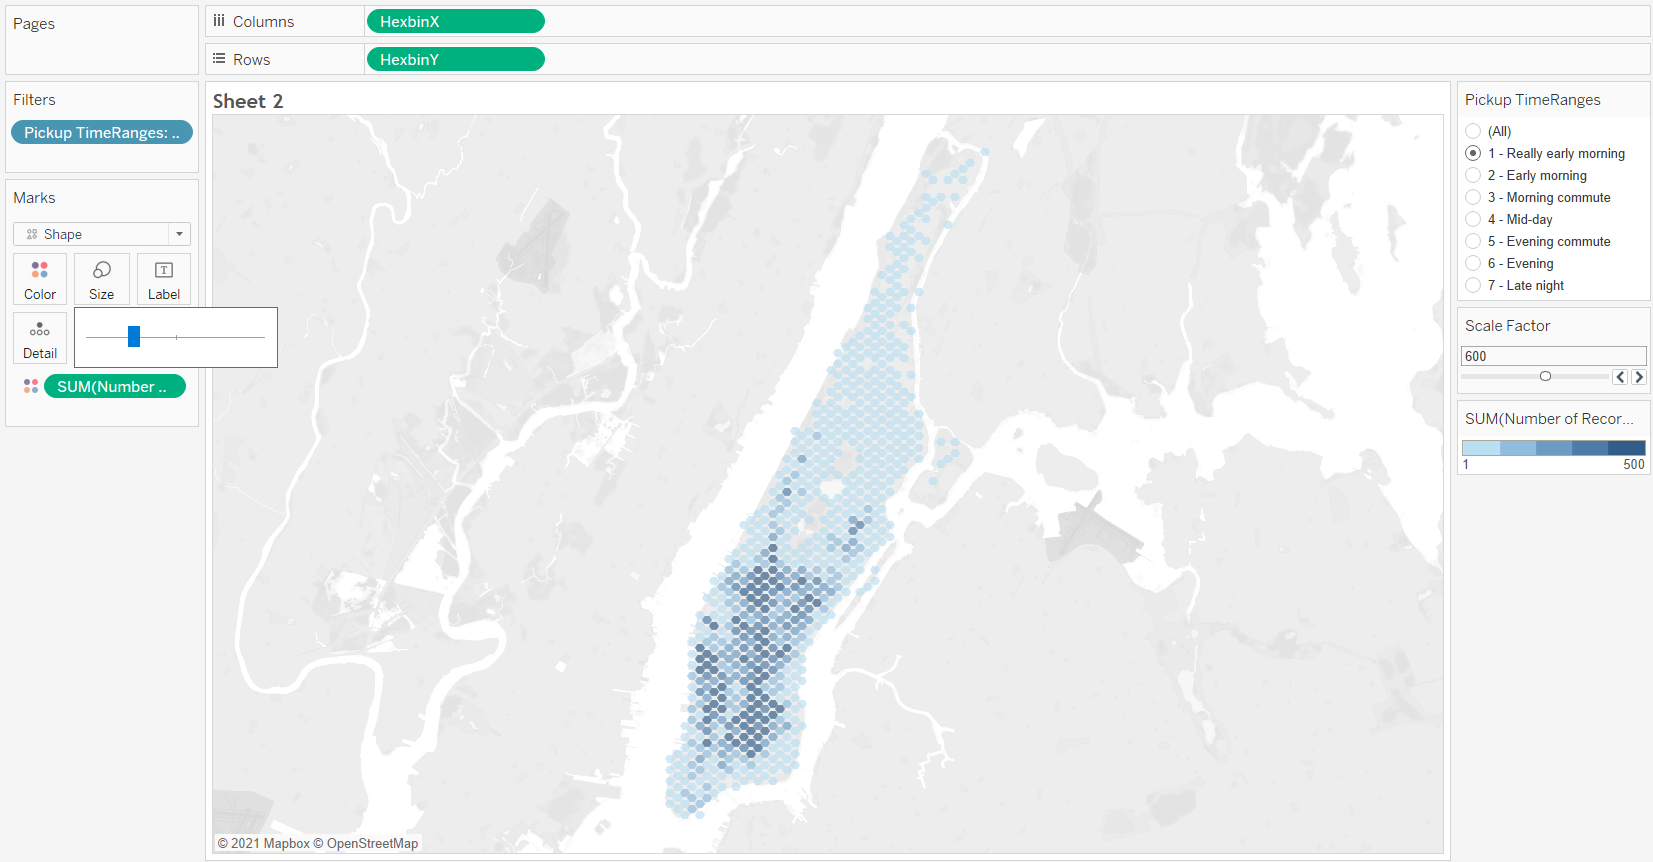 Pages
Columns
HexbinX
Rows
HexbinY
Filters
Pickup TimeRanges: ..
Marks
Shape
Color
Size
Label
Detail
SUM(Number ..
Sheet 2
© 2021 Mapbox © OpenStreetMap
Pickup TimeRanges
(All)
1 - Really early morning
2 - Early morning
3 - Morning commute
4 - Mid-day
5 - Evening commute
6 - Evening
7 - Late night
Scale Factor
600
SUM(Number of Recor...
1 500